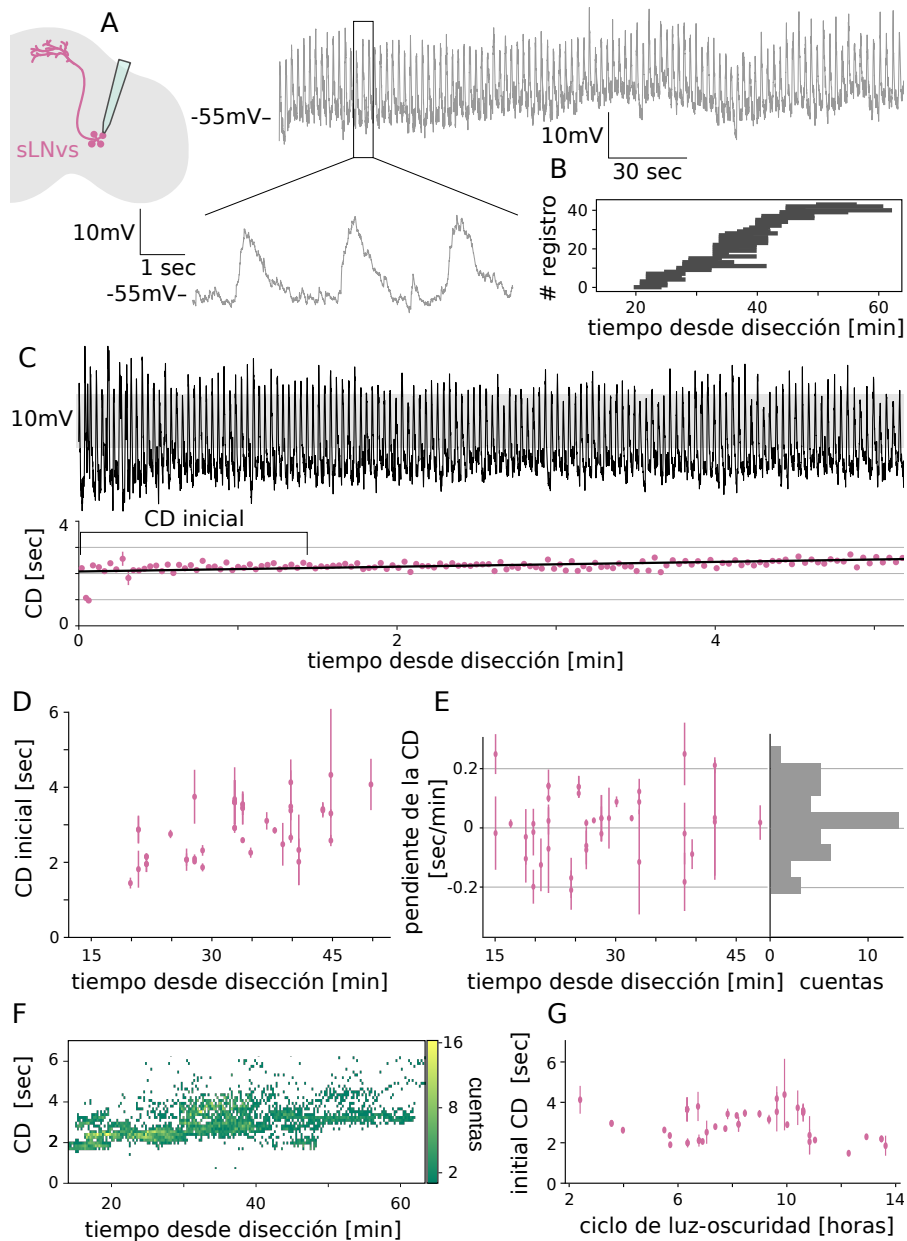 A
sLNvs
-55mV–
10mV
30 sec
10mV
1 sec
-55mV–
B
# registro
40
20
0
20
40
60
tiempo desde disección [min]
C
10mV
CD inicial
CD [sec]
4
2
0
0
2
4
tiempo desde disección [min]
D
CD inicial [sec]
6
4
2
0
15
30
45
tiempo desde disección [min]
E
pendiente de la CD
[sec/min]
0.2
0
-0.2
15
30
45
tiempo desde disección [min]
0
10
cuentas
F
CD [sec]
6
4
2
0
20
40
60
tiempo desde disección [min]
16
8
2
cuentas
G
initial CD [sec]
6
4
2
0
2
6
10
14
ciclo de luz-oscuridad [horas]